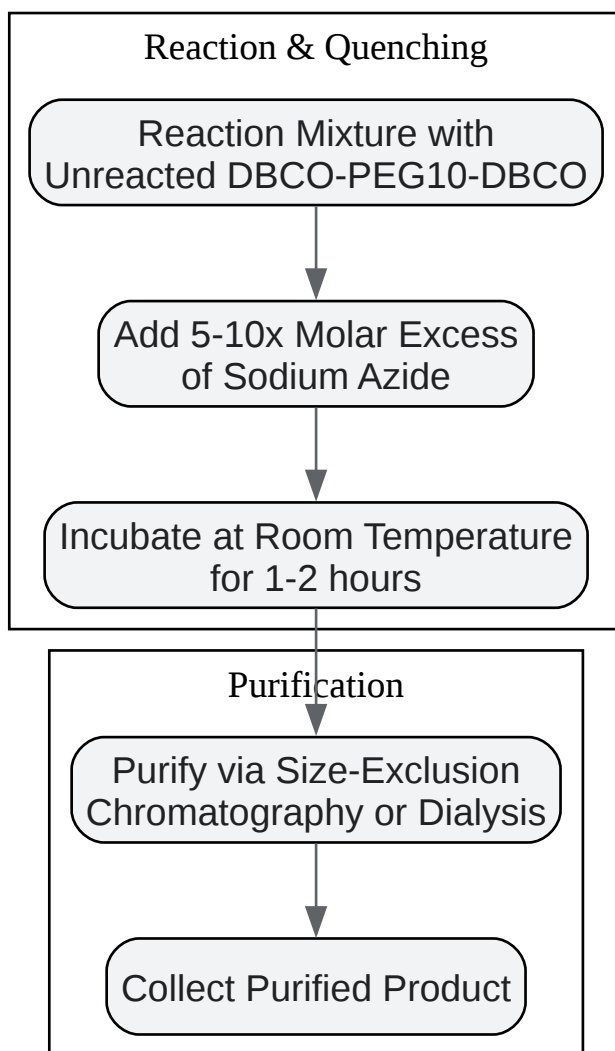 Reaction & Quenching
Reaction Mixture with
Unreacted DBCO-PEG10-DBCO
Add 5-10x Molar Excess
of Sodium Azide
Incubate at Room Temperature
for 1-2 hours
Purification
Purify via Size-Exclusion
Chromatography or Dialysis
Collect Purified Product